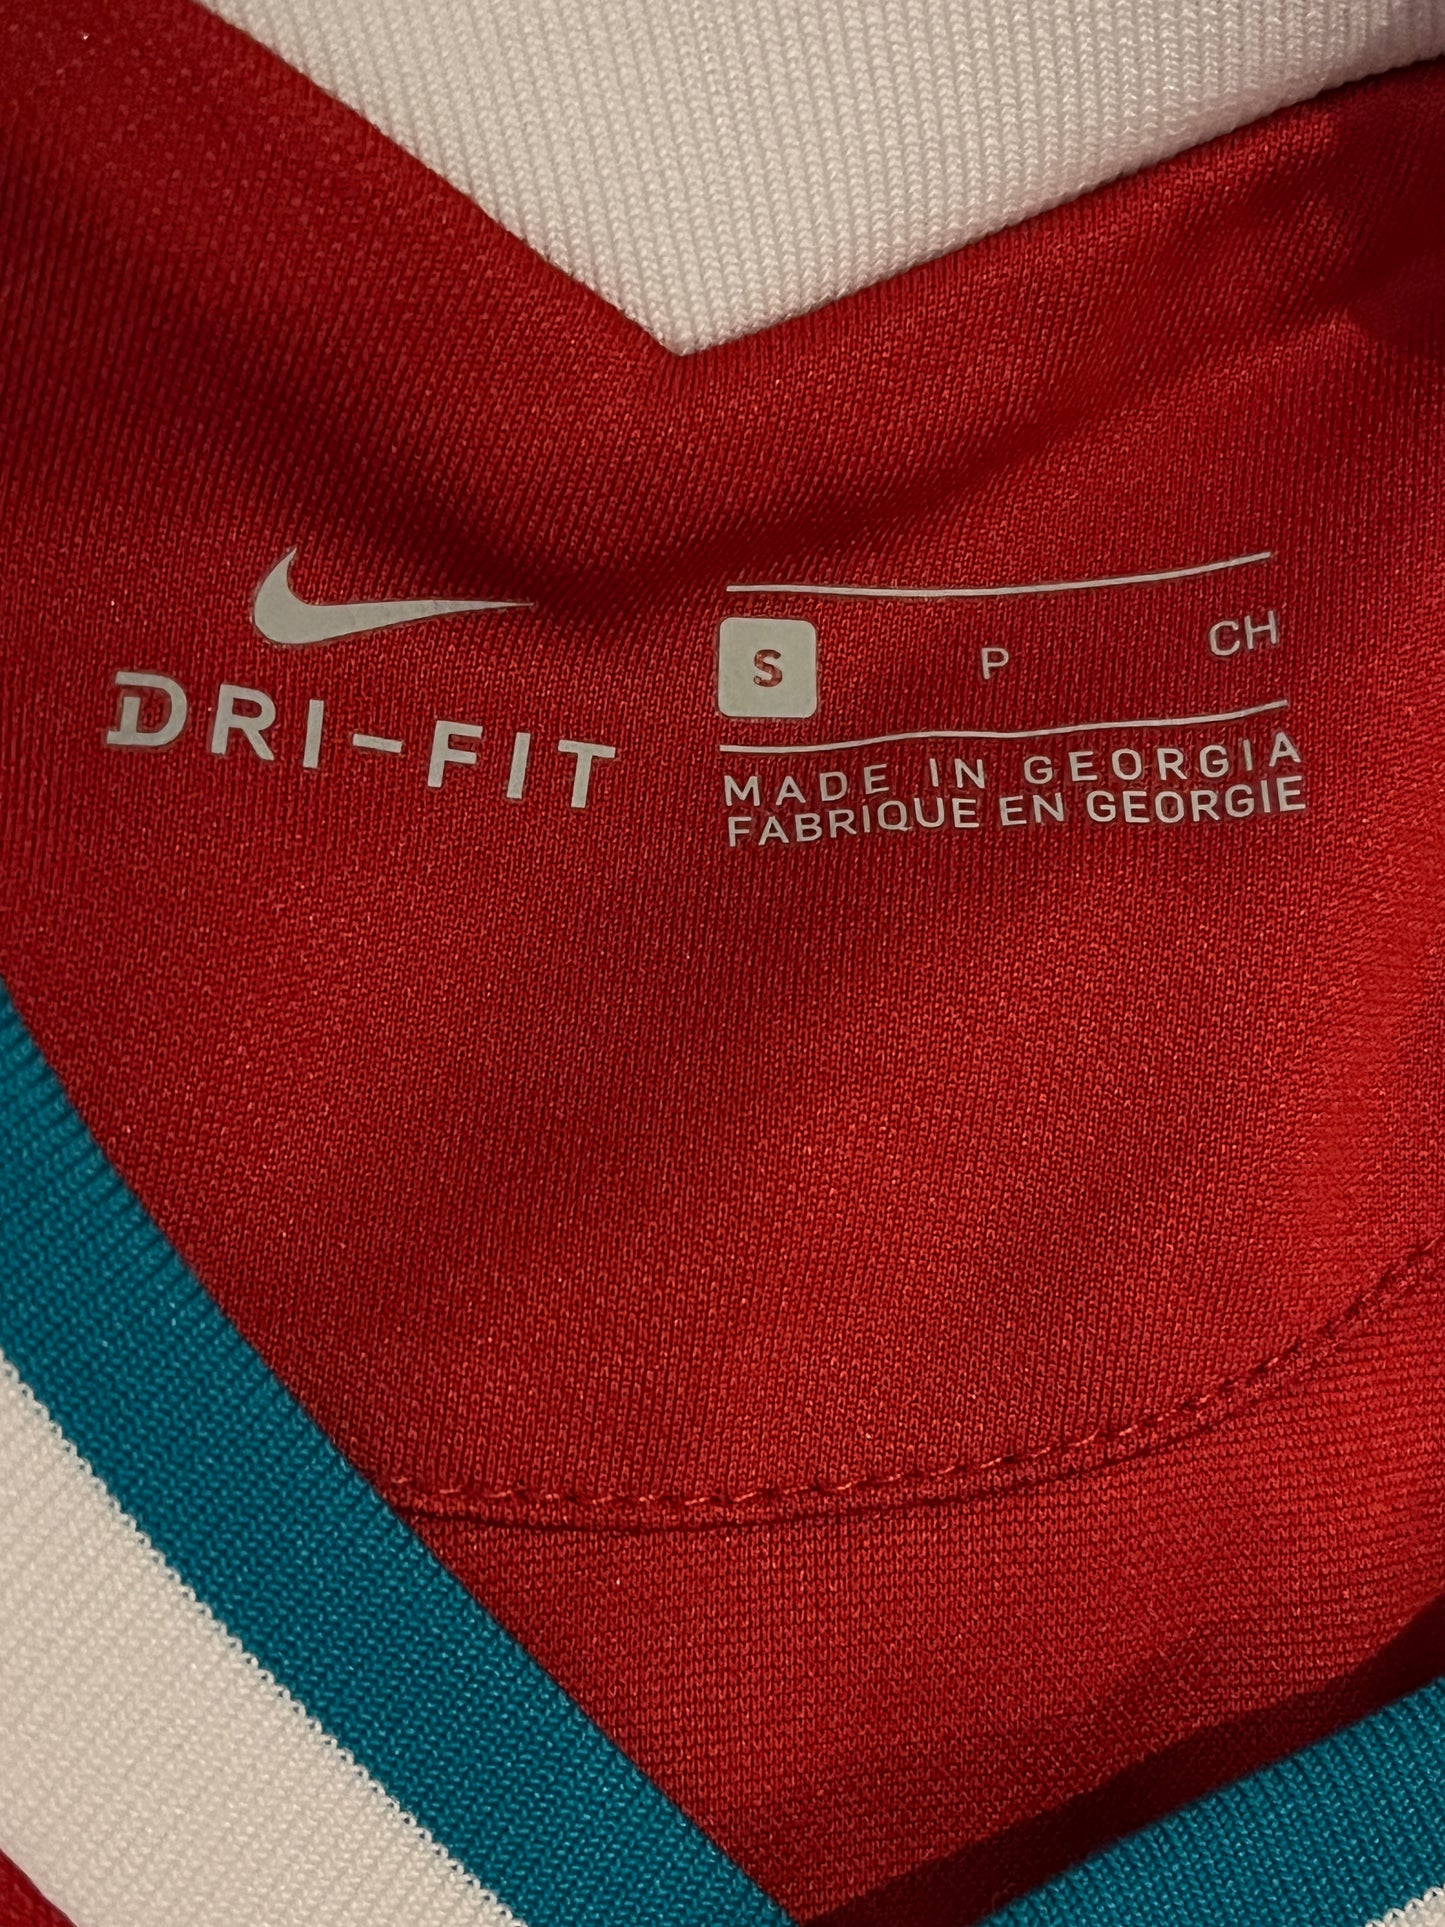 DRI-FIT
S P CH
MADE IN GEORGIA
FABRIQUE EN GEORGIE